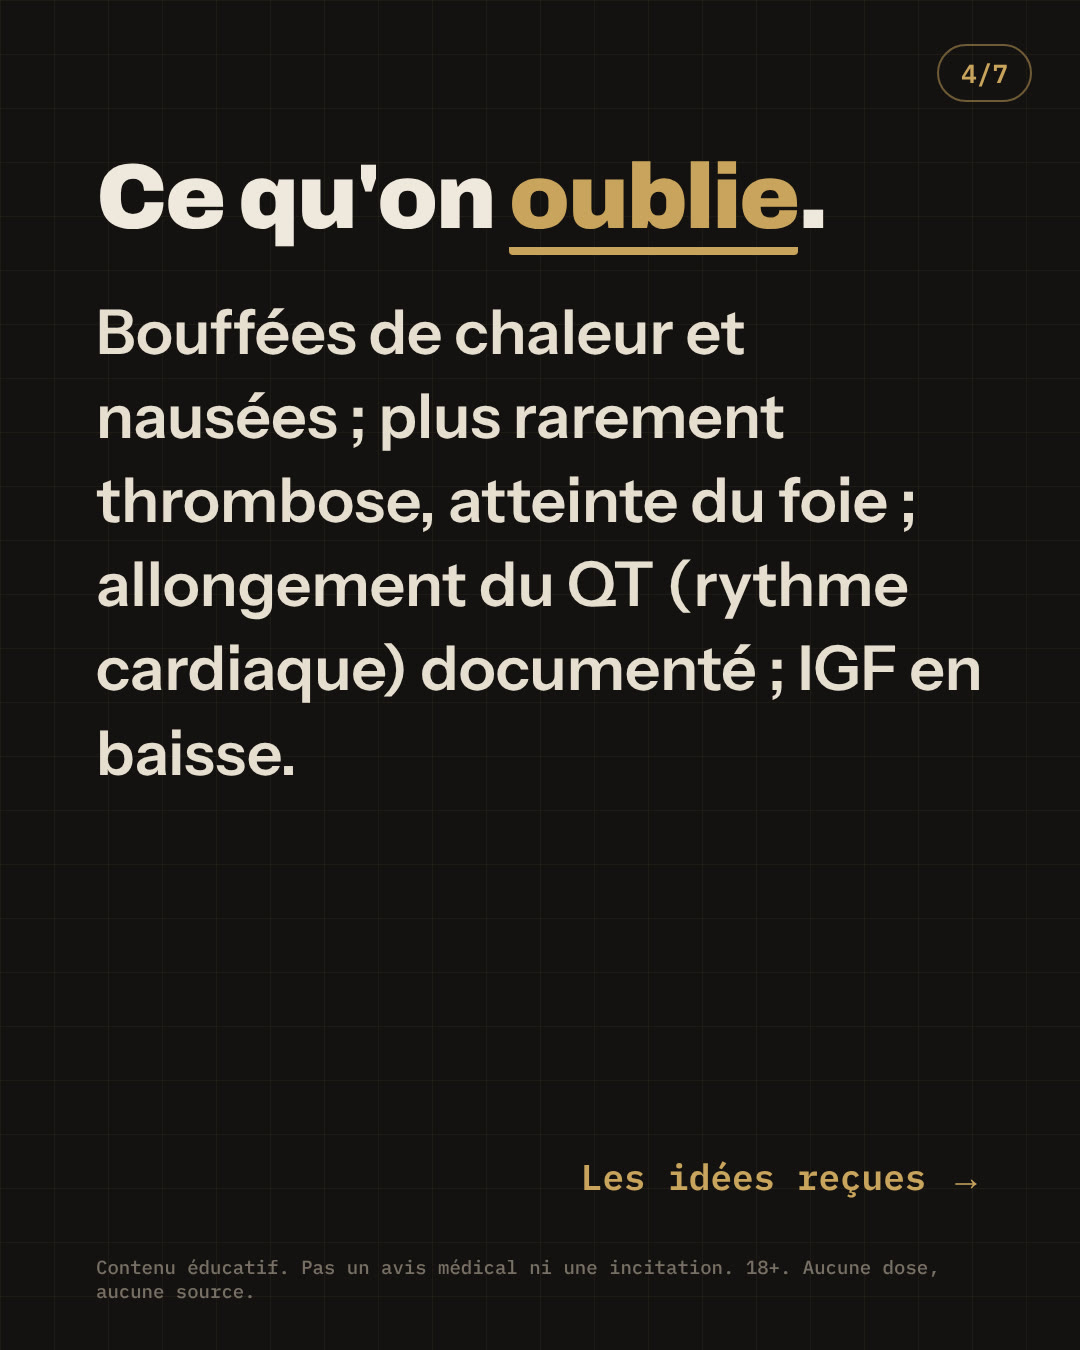 4/7
Ce qu'on oublie.
Bouffées de chaleur et
nausées ; plus rarement
thrombose, atteinte du foie ;
allongement du QT (rythme
cardiaque) documenté ; IGF en
baisse.
Les idées reçues →
Contenu éducatif. Pas un avis médical ni une incitation. 18+. Aucune dose,
aucune source.